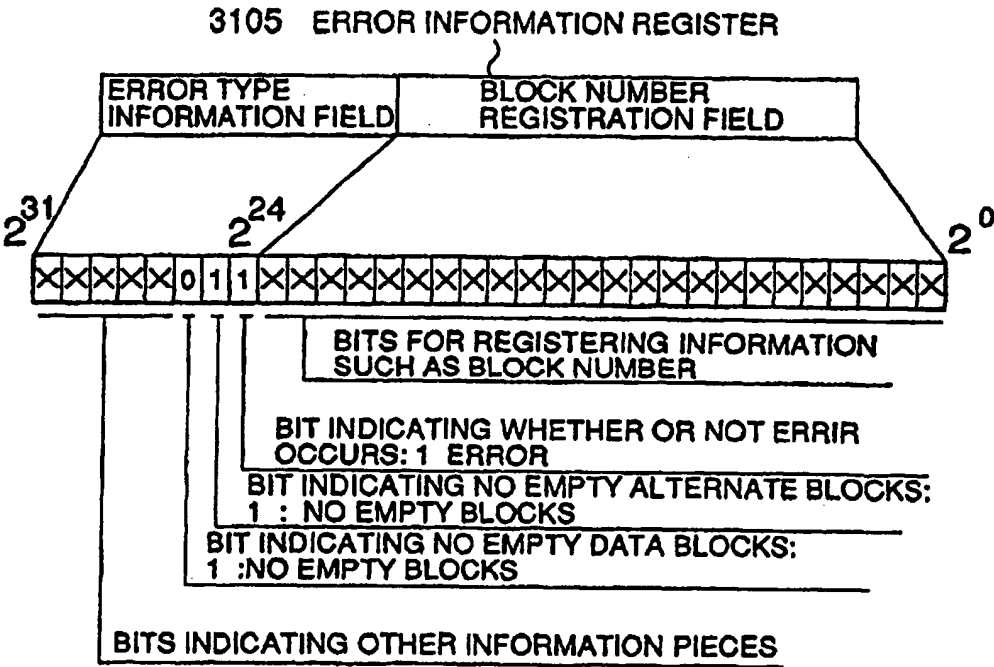 3105 ERROR INFORMATION REGISTER
ERROR TYPE
INFORMATION FIELD
BLOCK NUMBER
REGISTRATION FIELD
2^31
2^24
2^0
X X X X X 0 1 1 X X X X X X X X X X X X X X X X X X X X X X X X
BITS FOR REGISTERING INFORMATION
SUCH AS BLOCK NUMBER
BIT INDICATING WHETHER OR NOT ERRIR
OCCURS: 1 ERROR
BIT INDICATING NO EMPTY ALTERNATE BLOCKS:
1 : NO EMPTY BLOCKS
BIT INDICATING NO EMPTY DATA BLOCKS:
1 :NO EMPTY BLOCKS
BITS INDICATING OTHER INFORMATION PIECES